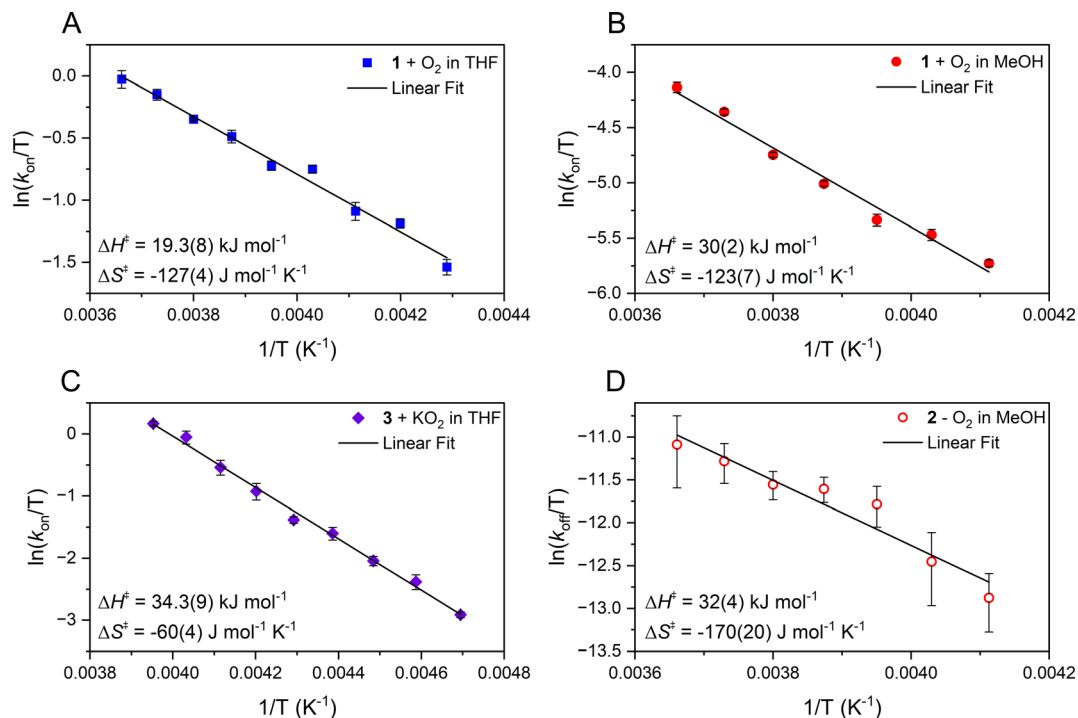 A
1 + O₂ in THF
Linear Fit
ln(kₒₙ/T)
0.0
−0.5
−1.0
−1.5
ΔH‡ = 19.3(8) kJ mol⁻¹
ΔS‡ = -127(4) J mol⁻¹ K⁻¹
0.0036
0.0038
0.0040
0.0042
0.0044
1/T (K⁻¹)
B
1 + O₂ in MeOH
Linear Fit
ln(kₒₙ/T)
−4.0
−4.5
−5.0
−5.5
−6.0
ΔH‡ = 30(2) kJ mol⁻¹
ΔS‡ = -123(7) J mol⁻¹ K⁻¹
0.0036
0.0038
0.0040
0.0042
1/T (K⁻¹)
C
3 + KO₂ in THF
Linear Fit
ln(kₒₙ/T)
0
−1
−2
−3
ΔH‡ = 34.3(9) kJ mol⁻¹
ΔS‡ = -60(4) J mol⁻¹ K⁻¹
0.0038
0.0040
0.0042
0.0044
0.0046
0.0048
1/T (K⁻¹)
D
2 - O₂ in MeOH
Linear Fit
ln(k_off/T)
−11.0
−11.5
−12.0
−12.5
−13.0
−13.5
ΔH‡ = 32(4) kJ mol⁻¹
ΔS‡ = -170(20) J mol⁻¹ K⁻¹
0.0036
0.0038
0.0040
0.0042
1/T (K⁻¹)